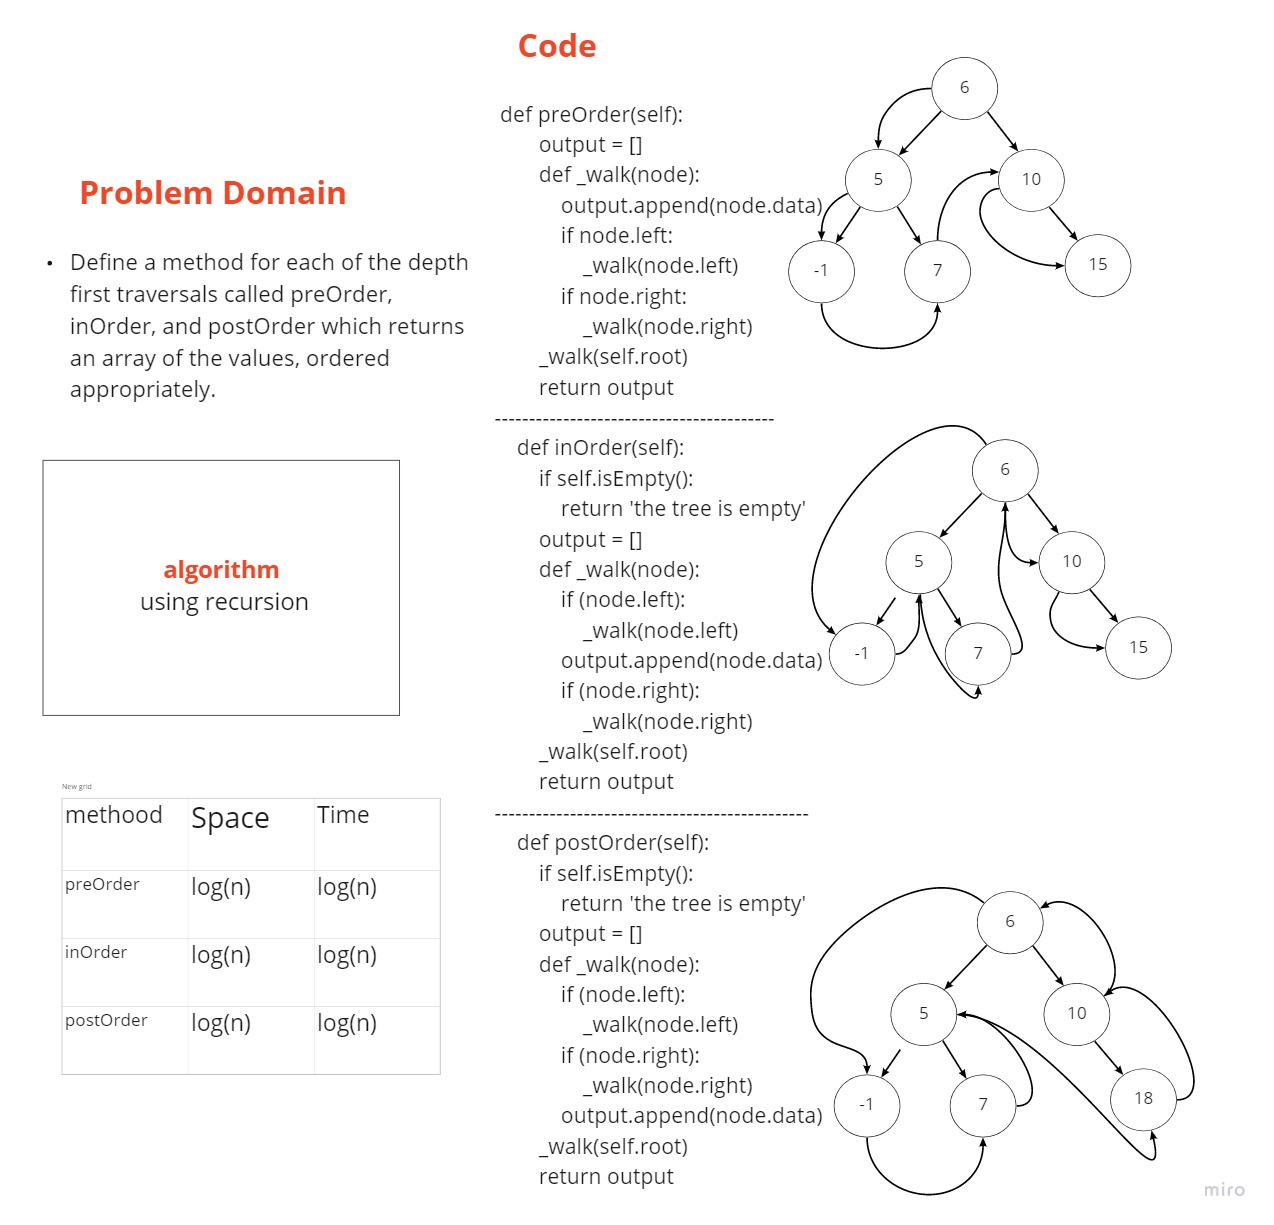 Problem Domain
• Define a method for each of the depth
first traversals called preOrder,
inOrder, and postOrder which returns
an array of the values, ordered
appropriately.
algorithm
using recursion
New grid
methood Space Time
preOrder log(n) log(n)
inOrder log(n) log(n)
postOrder log(n) log(n)
Code
def preOrder(self):
output = []
def _walk(node):
output.append(node.data)
if node.left:
_walk(node.left)
if node.right:
_walk(node.right)
_walk(self.root)
return output
-----------------------------------------
def inOrder(self):
if self.isEmpty():
return 'the tree is empty'
output = []
def _walk(node):
if (node.left):
_walk(node.left)
output.append(node.data)
if (node.right):
_walk(node.right)
_walk(self.root)
return output
----------------------------------------------
def postOrder(self):
if self.isEmpty():
return 'the tree is empty'
output = []
def _walk(node):
if (node.left):
_walk(node.left)
if (node.right):
_walk(node.right)
output.append(node.data)
_walk(self.root)
return output
6
5 10
-1 7 15
6
5 10
-1 7 15
6
5 10
-1 7 18
miro